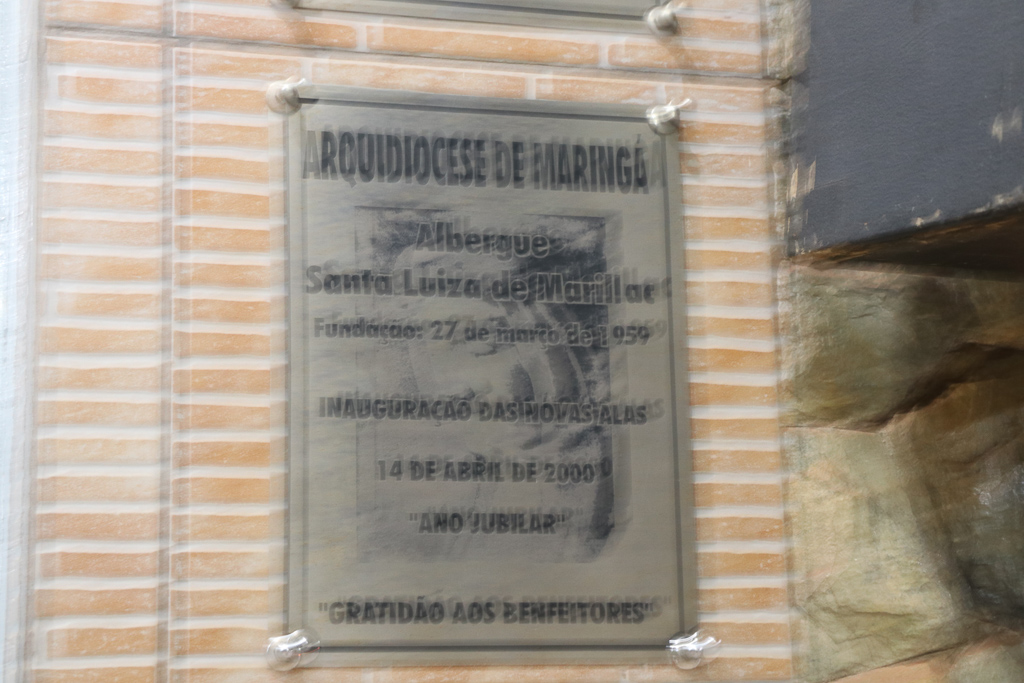 ARQUIDIOCESE DE MARINGÁ
Albergue
Santa Luiza de Marillac
Fundação: 27 de março de 1959
INAUGURAÇÃO DAS NOVAS ALAS
14 DE ABRIL DE 2000
"ANO JUBILAR"
"GRATIDÃO AOS BENFEITORES"